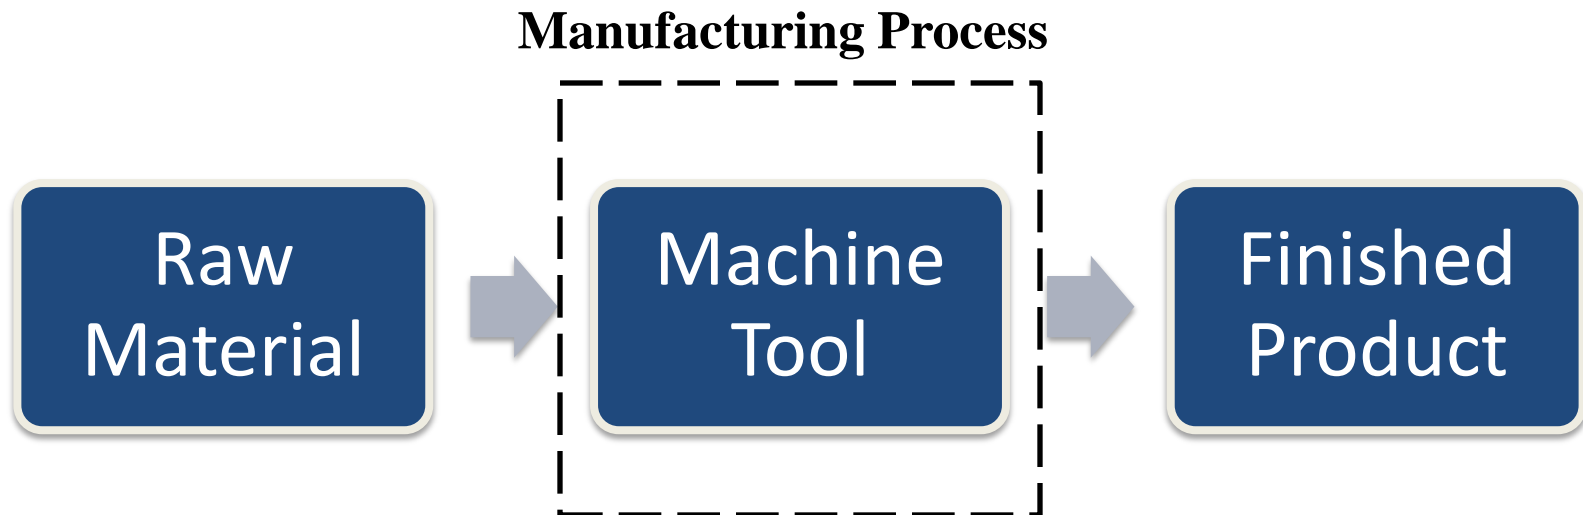 Manufacturing Process
Raw
Material
Machine
Tool
Finished
Product